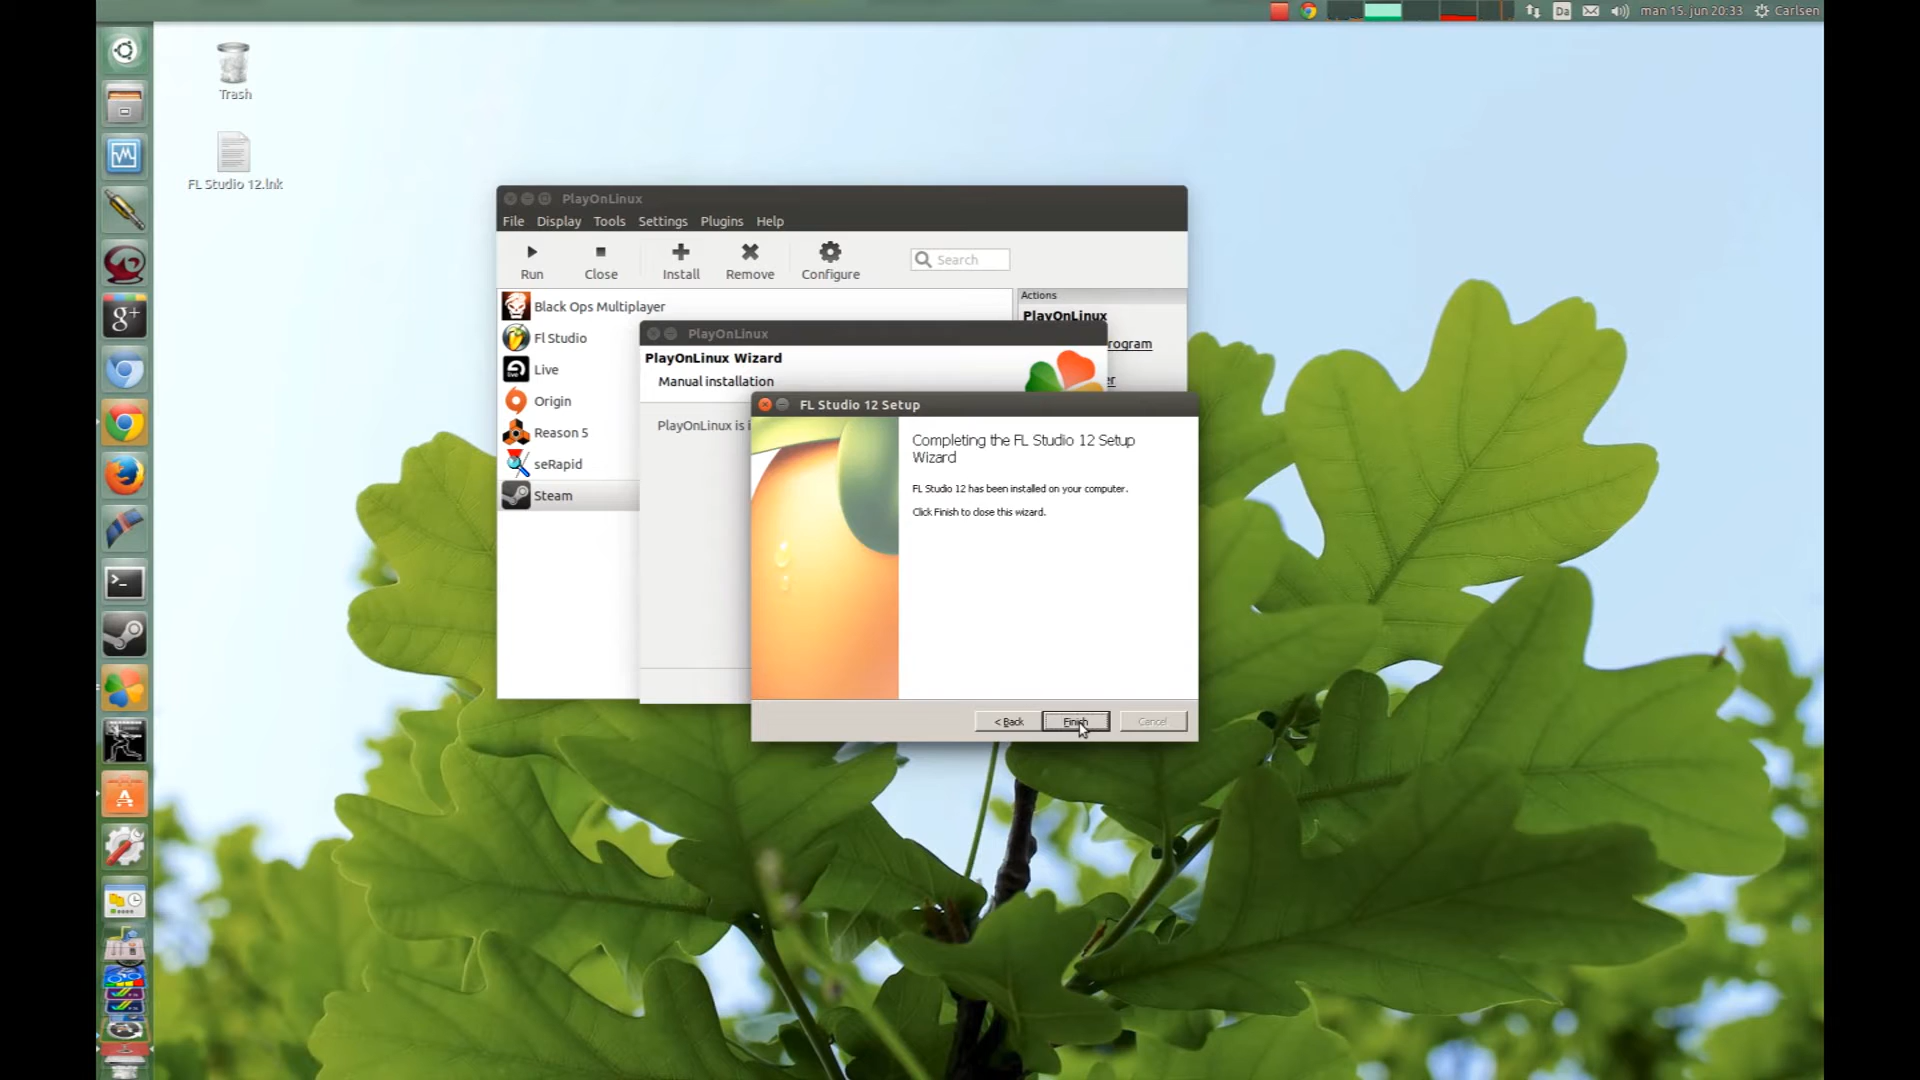 Da
man 15. jun 20:33
Carlsen
Trash
FL Studio 12.lnk
PlayOnLinux
File Display Tools Settings Plugins Help
Run Close Install Remove Configure
Search
Black Ops Multiplayer
Fl Studio
Live
Origin
Reason 5
seRapid
Steam
Actions
PlayOnLinux
rogram
er
PlayOnLinux
PlayOnLinux Wizard
Manual installation
PlayOnLinux is i
FL Studio 12 Setup
Completing the FL Studio 12 Setup
Wizard
FL Studio 12 has been installed on your computer.
Click Finish to close this wizard.
< Back Finish Cancel